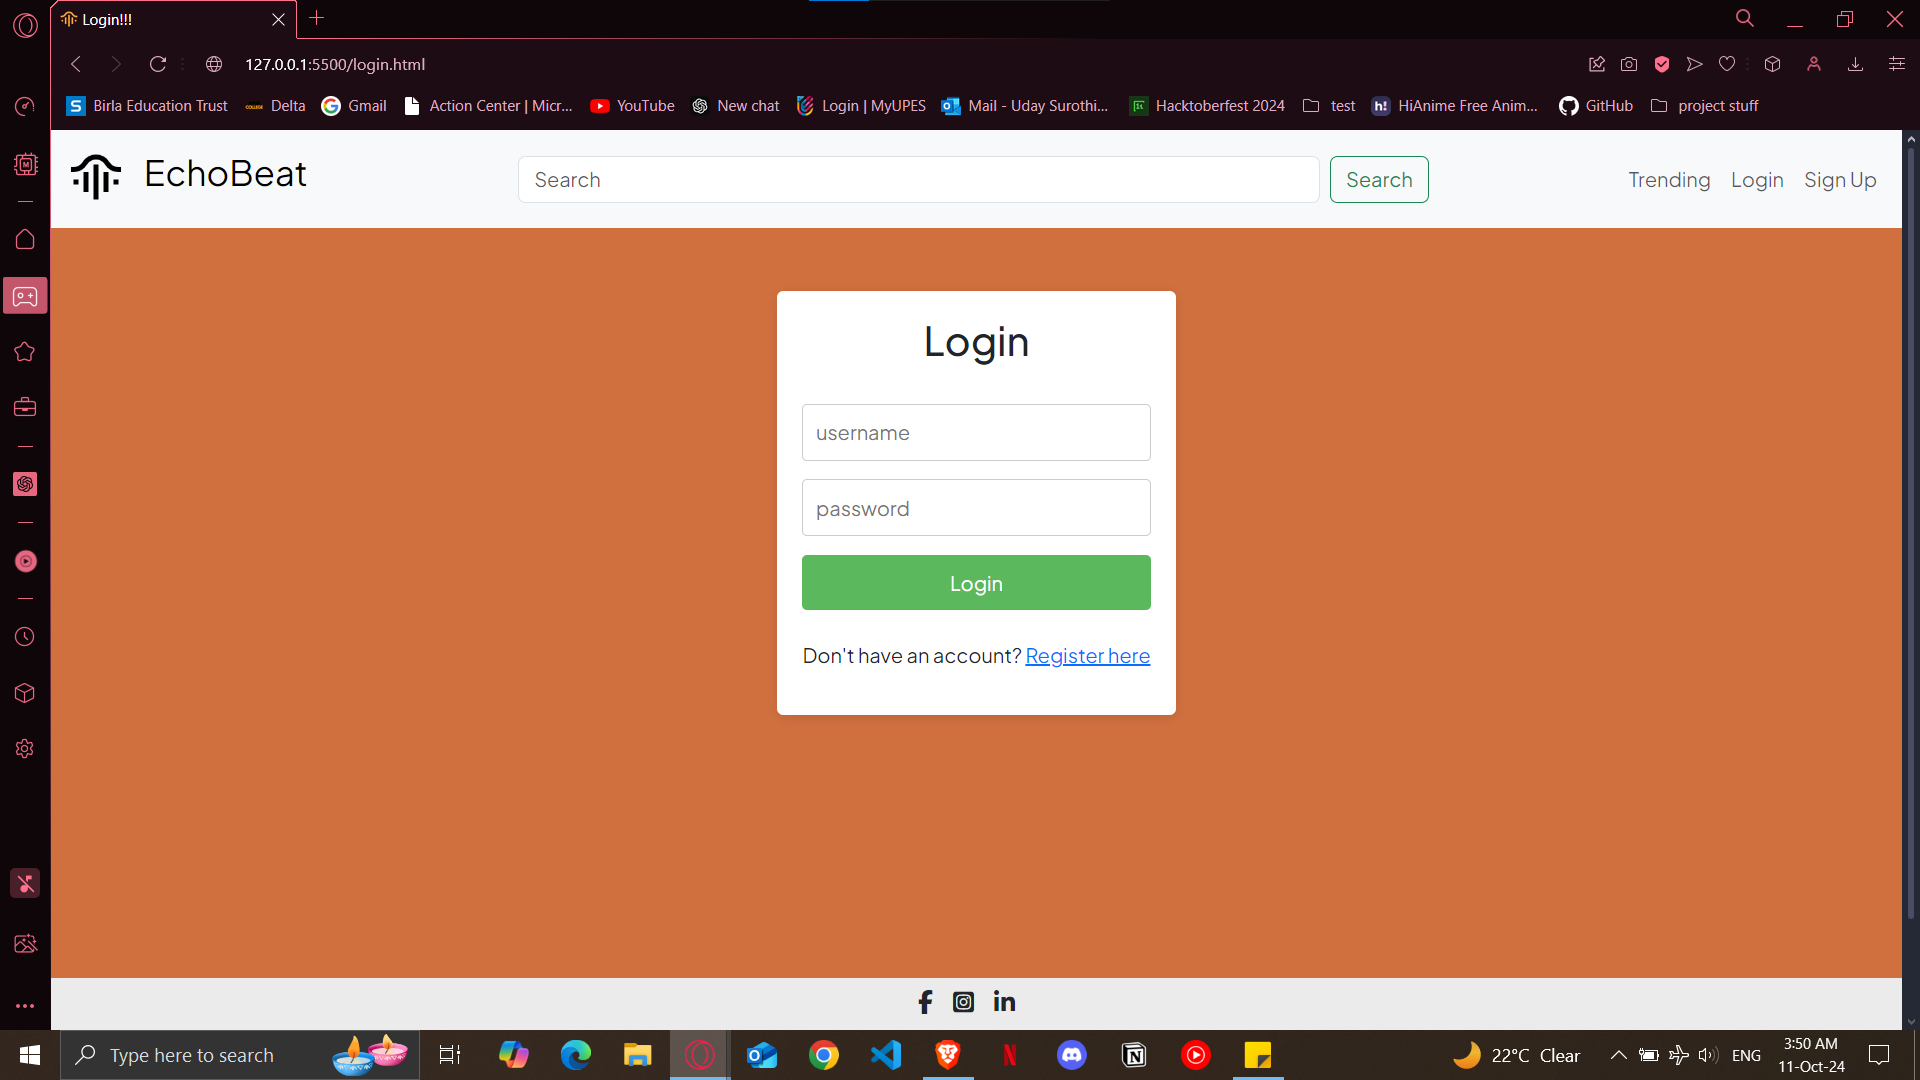 Login!!!
127.0.0.1:5500/login.html
Birla Education Trust
COLLEGE Delta
Gmail
Action Center | Micr...
YouTube
New chat
Login | MyUPES
Mail - Uday Surothi...
Hacktoberfest 2024
test
h! HiAnime Free Anim...
GitHub
project stuff
EchoBeat
Search
Search
Trending
Login
Sign Up
Login
username
password
Login
Don't have an account? Register here
Type here to search
22°C Clear
ENG
3:50 AM
11-Oct-24